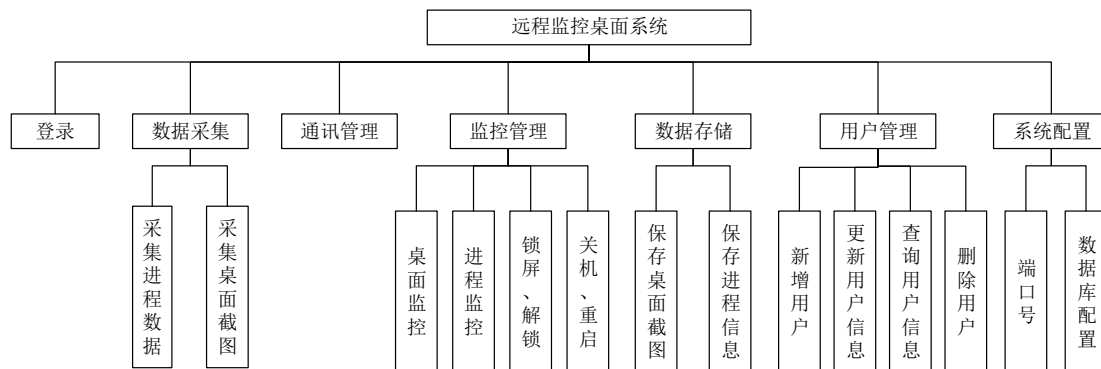 远程监控桌面系统
登录
数据采集
通讯管理
监控管理
数据存储
用户管理
系统配置
采集进程数据
采集桌面截图
桌面监控
进程监控
锁屏、解锁
关机、重启
保存桌面截图
保存进程信息
新增用户
更新用户信息
查询用户信息
删除用户
端口号
数据库配置